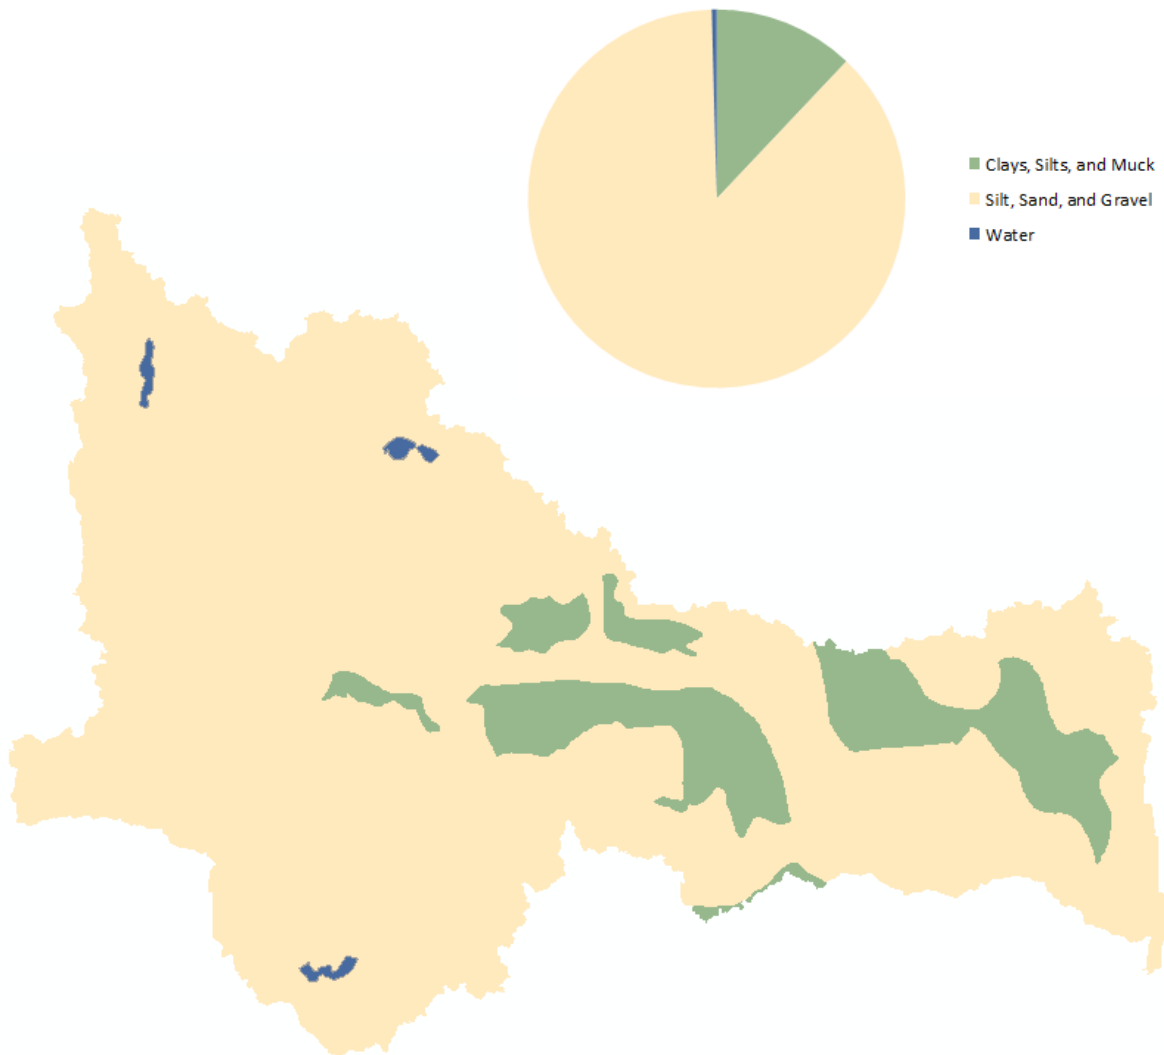 Clays, Silts, and Muck
Silt, Sand, and Gravel
Water